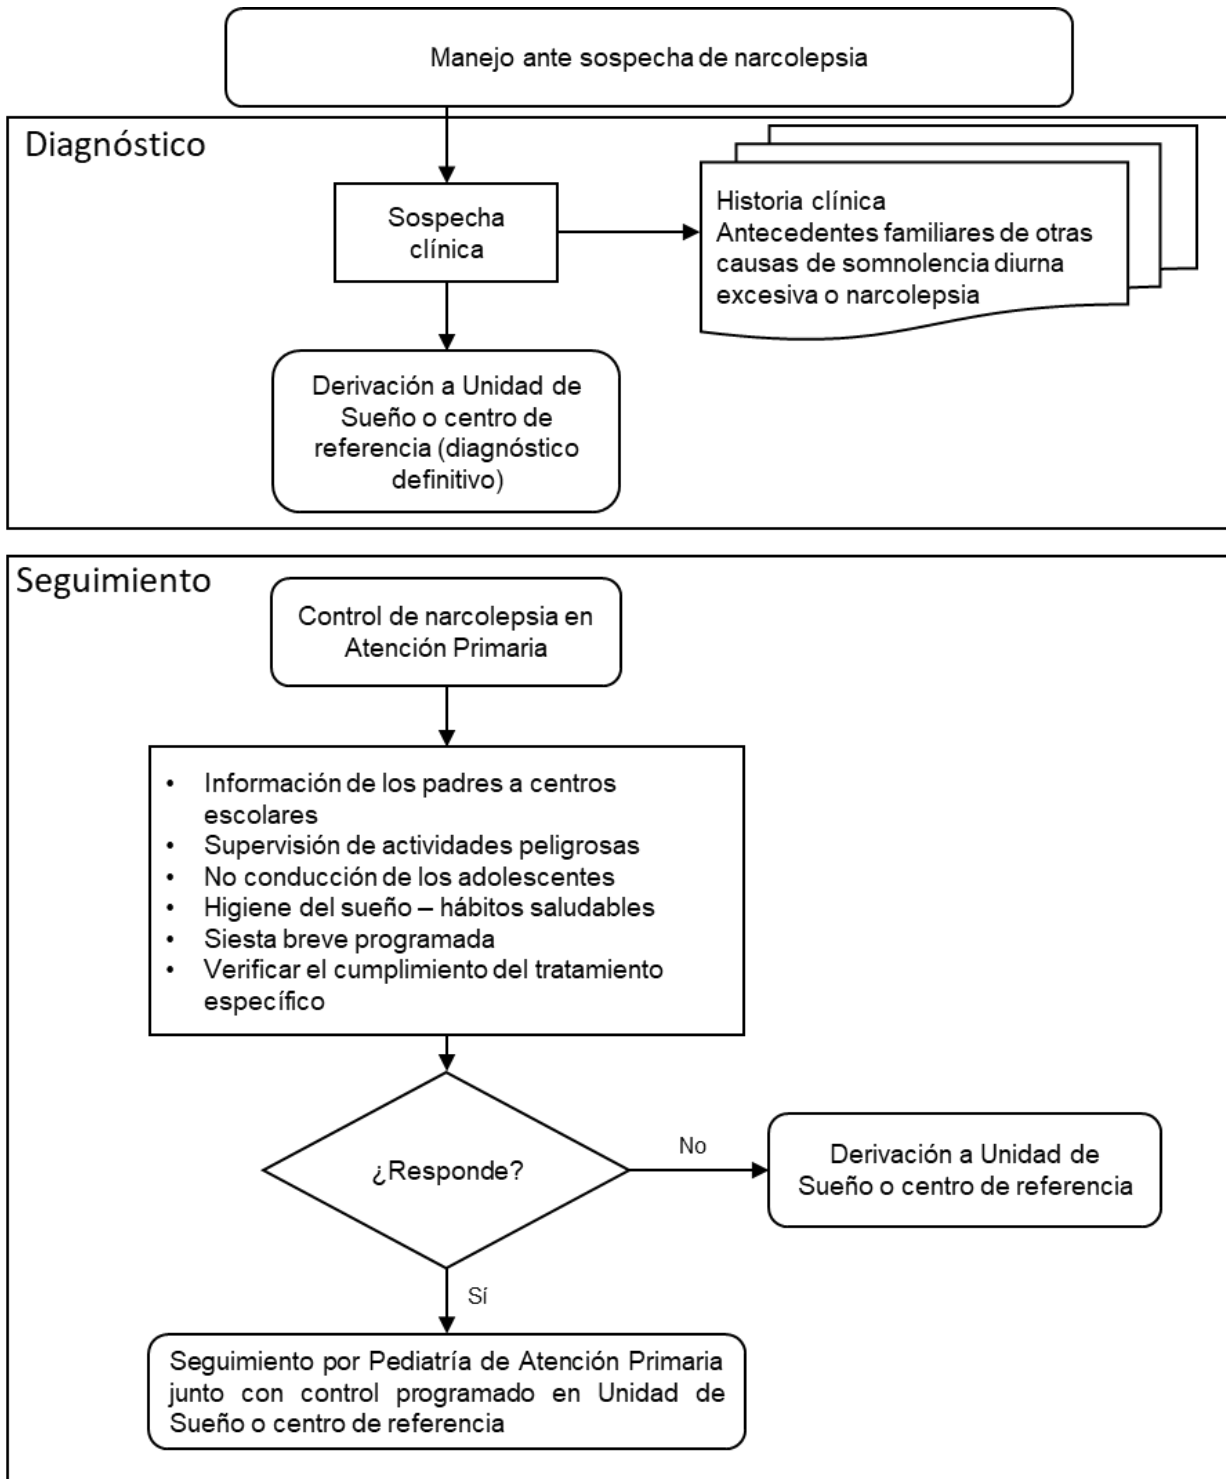 Manejo ante sospecha de narcolepsia
Diagnóstico
Sospecha
clínica
Historia clínica
Antecedentes familiares de otras
causas de somnolencia diurna
excesiva o narcolepsia
Derivación a Unidad de
Sueño o centro de
referencia (diagnóstico
definitivo)
Seguimiento
Control de narcolepsia en
Atención Primaria
• Información de los padres a centros
escolares
• Supervisión de actividades peligrosas
• No conducción de los adolescentes
• Higiene del sueño – hábitos saludables
• Siesta breve programada
• Verificar el cumplimiento del tratamiento
específico
¿Responde?
No
Derivación a Unidad de
Sueño o centro de referencia
Sí
Seguimiento por Pediatría de Atención Primaria
junto con control programado en Unidad de
Sueño o centro de referencia